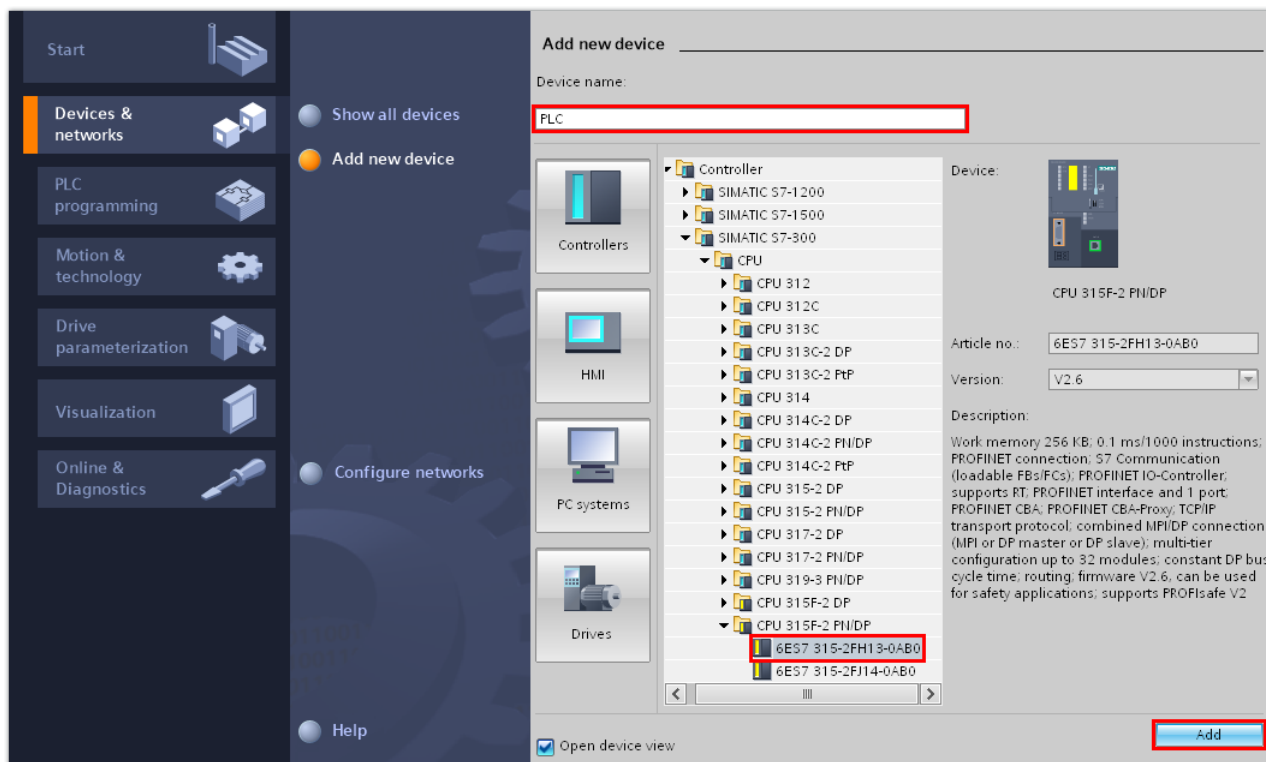 Start
Devices &
networks
PLC
programming
Motion &
technology
Drive
parameterization
Visualization
Online &
Diagnostics
Show all devices
Add new device
Configure networks
Help
Add new device
Device name:
PLC
Controllers
HMI
PC systems
Drives
Controller
SIMATIC S7-1200
SIMATIC S7-1500
SIMATIC S7-300
CPU
CPU 312
CPU 312C
CPU 313C
CPU 313C-2 DP
CPU 313C-2 PtP
CPU 314
CPU 314C-2 DP
CPU 314C-2 PN/DP
CPU 314C-2 PtP
CPU 315-2 DP
CPU 315-2 PN/DP
CPU 317-2 DP
CPU 317-2 PN/DP
CPU 319-3 PN/DP
CPU 315F-2 DP
CPU 315F-2 PN/DP
6ES7 315-2FH13-0AB0
6ES7 315-2FJ14-0AB0
Device:
CPU 315F-2 PN/DP
Article no.: 6ES7 315-2FH13-0AB0
Version: V2.6
Description:
Work memory 256 KB; 0.1 ms/1000 instructions;
PROFINET connection; S7 Communication
(loadable FBs/FCs); PROFINET IO-Controller;
supports RT; PROFINET interface and 1 port;
PROFINET CBA; PROFINET CBA-Proxy; TCP/IP
transport protocol; combined MPI/DP connection
(MPI or DP master or DP slave); multi-tier
configuration up to 32 modules; constant DP bus
cycle time; routing; firmware V2.6, can be used
for safety applications; supports PROFIsafe V2
Open device view
Add